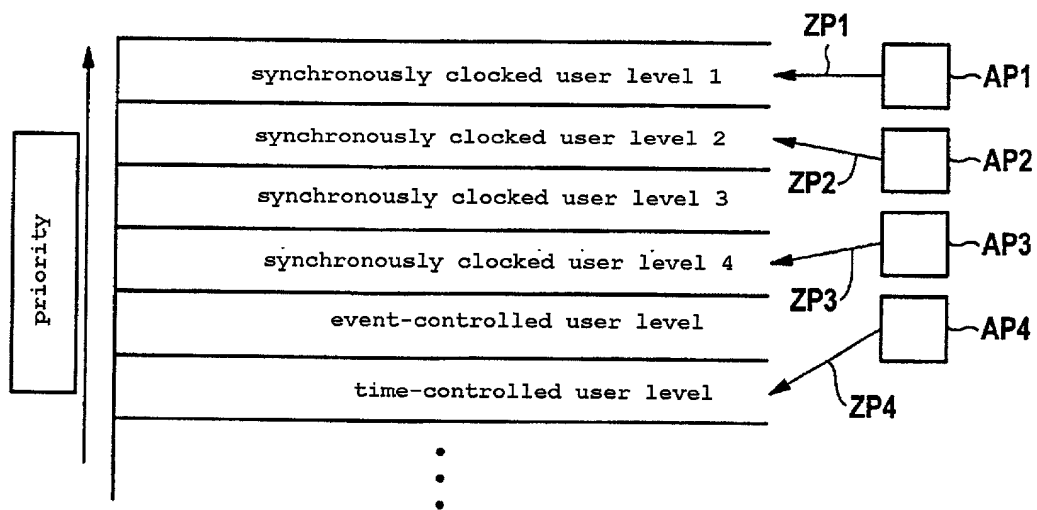 ZP1
synchronously clocked user level 1
AP1
synchronously clocked user level 2
AP2
ZP2
synchronously clocked user level 3
AP3
synchronously clocked user level 4
ZP3
priority
event-controlled user level
AP4
time-controlled user level
ZP4